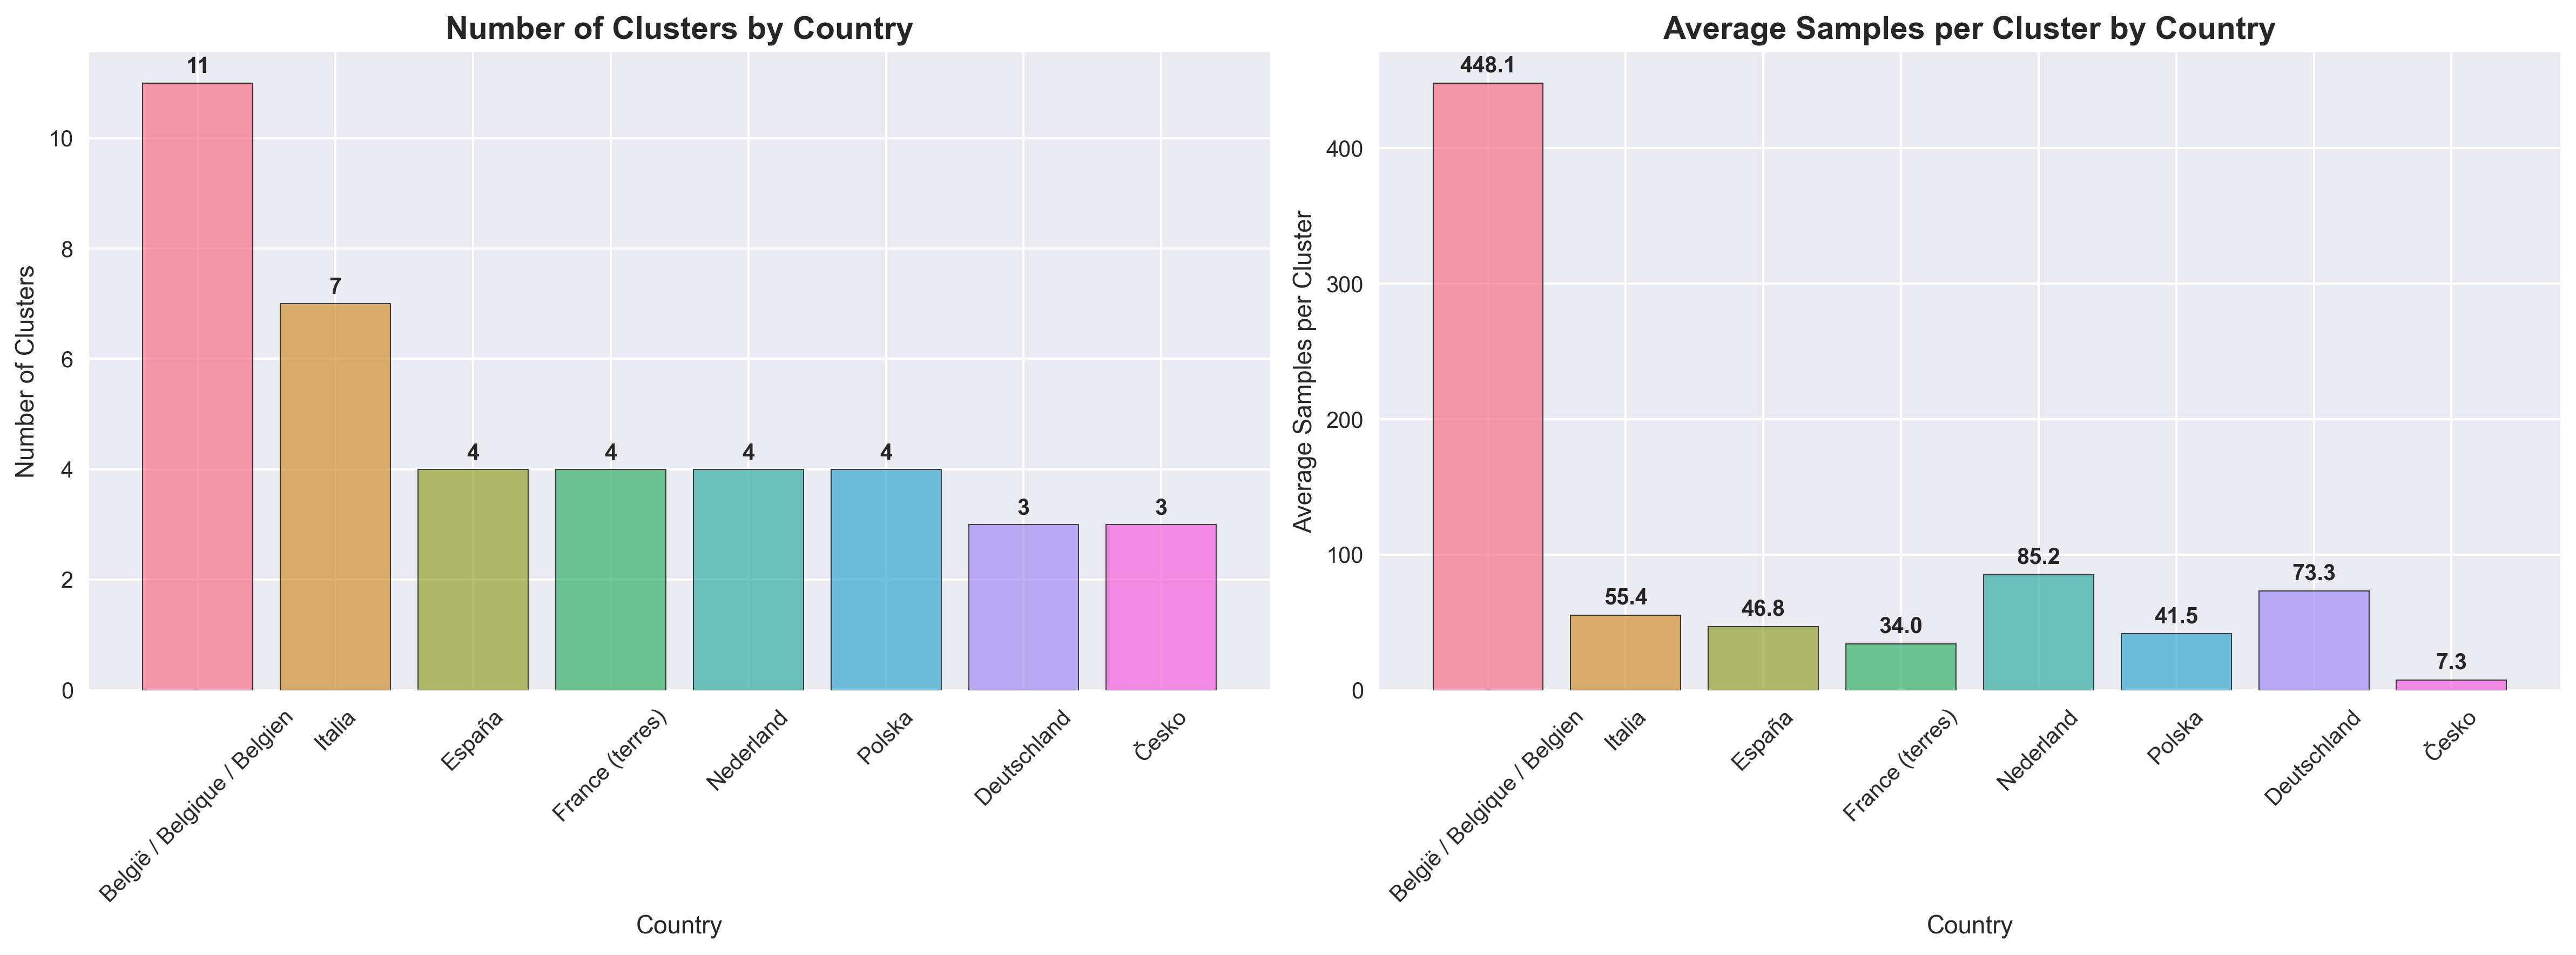 Number of Clusters by Country
Number of Clusters
10
8
6
4
2
0
11
7
4
4
4
4
3
3
België / Belgique / Belgien
Italia
España
France (terres)
Nederland
Polska
Deutschland
Česko
Country
Average Samples per Cluster by Country
Average Samples per Cluster
400
300
200
100
0
448.1
55.4
46.8
34.0
85.2
41.5
73.3
7.3
België / Belgique / Belgien
Italia
España
France (terres)
Nederland
Polska
Deutschland
Česko
Country